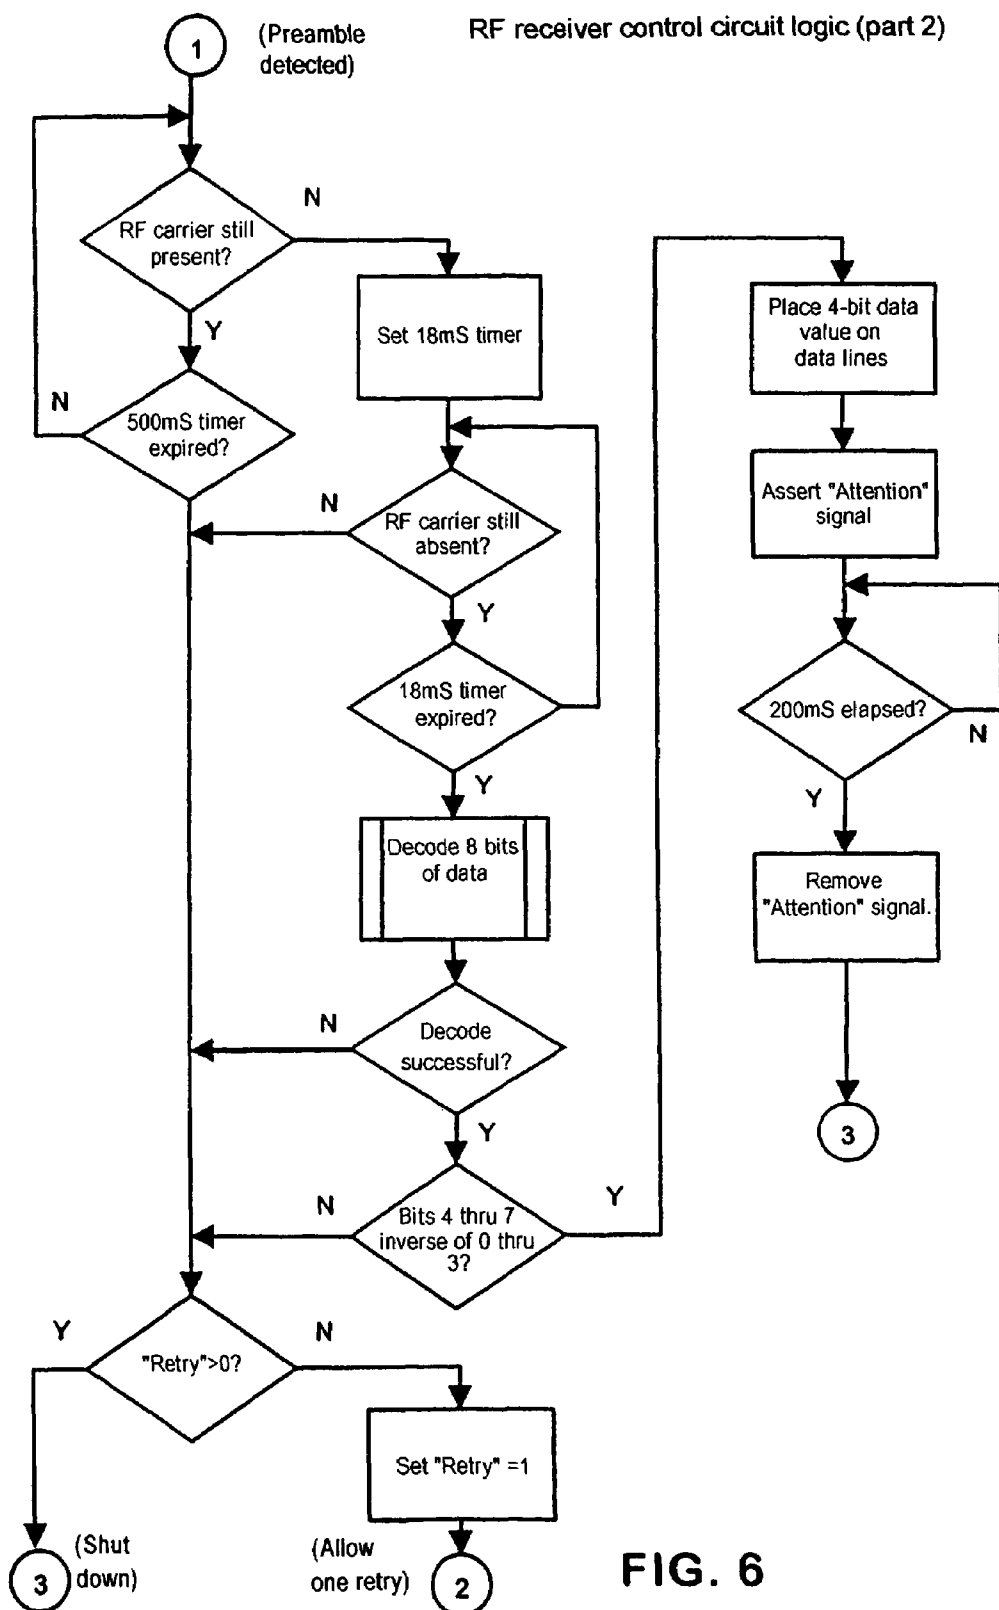 RF receiver control circuit logic (part 2)
1
(Preamble
detected)
RF carrier still
present?
N
Y
500mS timer
expired?
N
Set 18mS timer
RF carrier still
absent?
N
Y
18mS timer
expired?
Y
Decode 8 bits
of data
Decode
successful?
N
Y
Bits 4 thru 7
inverse of 0 thru
3?
N
Y
Place 4-bit data
value on
data lines
Assert "Attention"
signal
200mS elapsed?
N
Y
Remove
"Attention" signal.
3
"Retry">0?
Y
N
Set "Retry" =1
3
(Shut
down)
(Allow
one retry)
2
FIG. 6